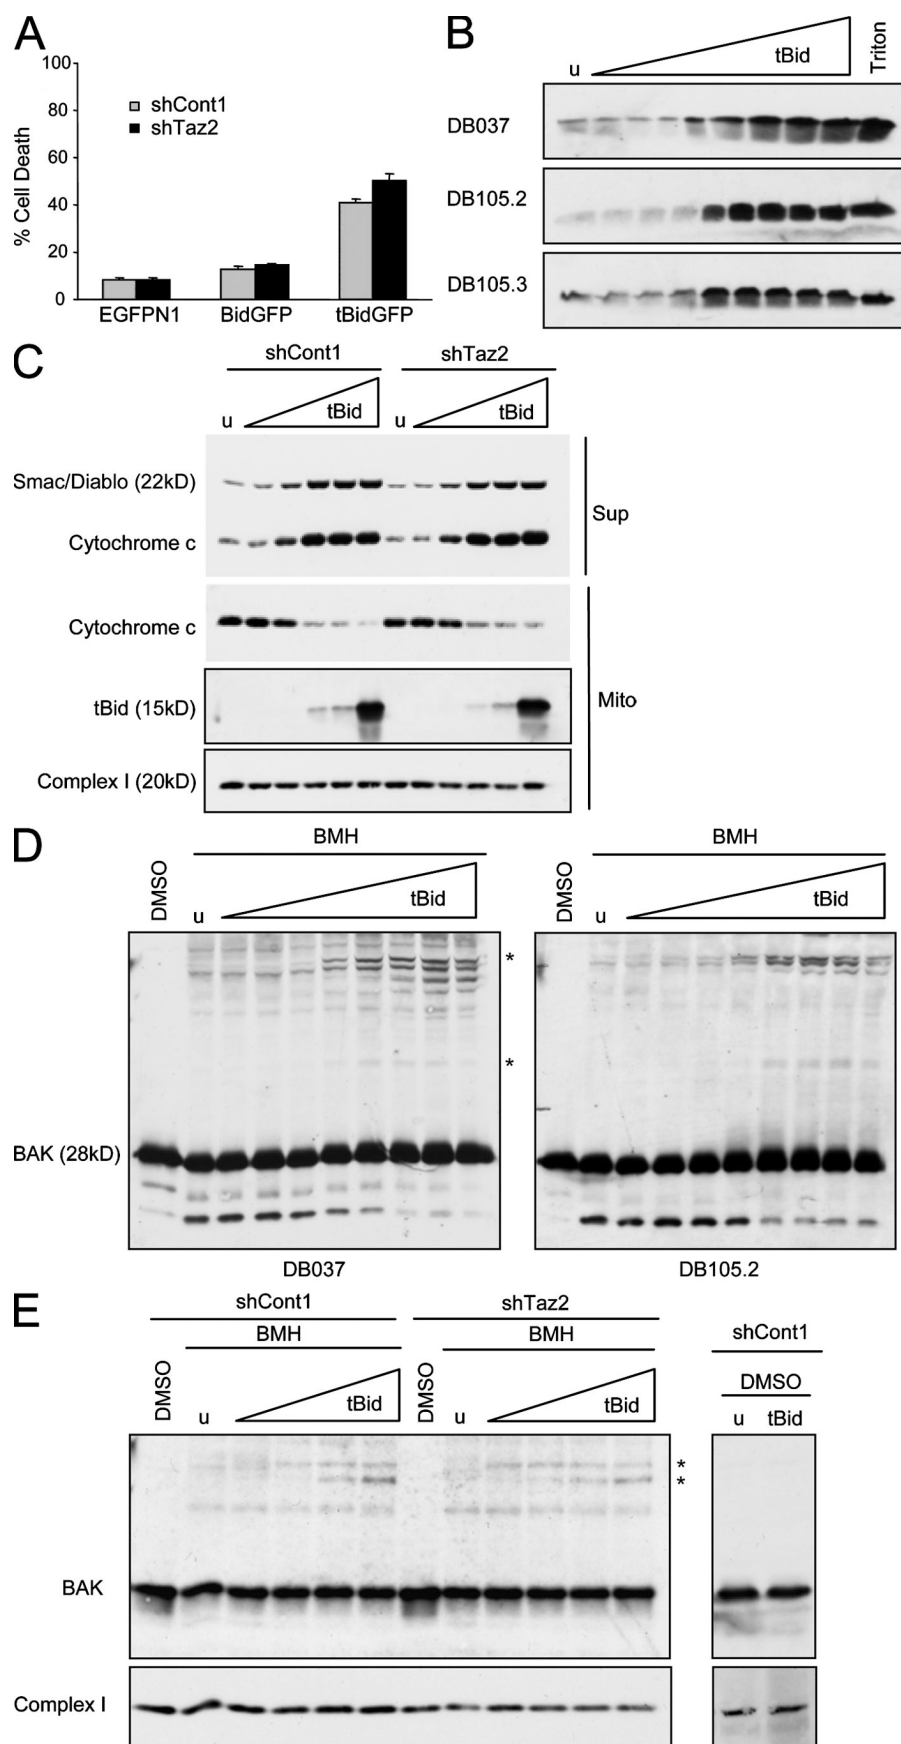 A
100
80
60
40
20
0
% Cell Death
shCont1
shTaz2
EGFPN1 BidGFP tBidGFP
B
u tBid Triton
DB037
DB105.2
DB105.3
C
shCont1 shTaz2
u tBid u tBid
Smac/Diablo (22kD)
Cytochrome c
Sup
Cytochrome c
tBid (15kD)
Complex I (20kD)
Mito
D
BMH BMH
DMSO u tBid DMSO u tBid
*
*
BAK (28kD)
DB037 DB105.2
E
shCont1 shTaz2 shCont1
BMH BMH DMSO
DMSO u tBid DMSO u tBid u tBid
*
*
BAK
Complex I